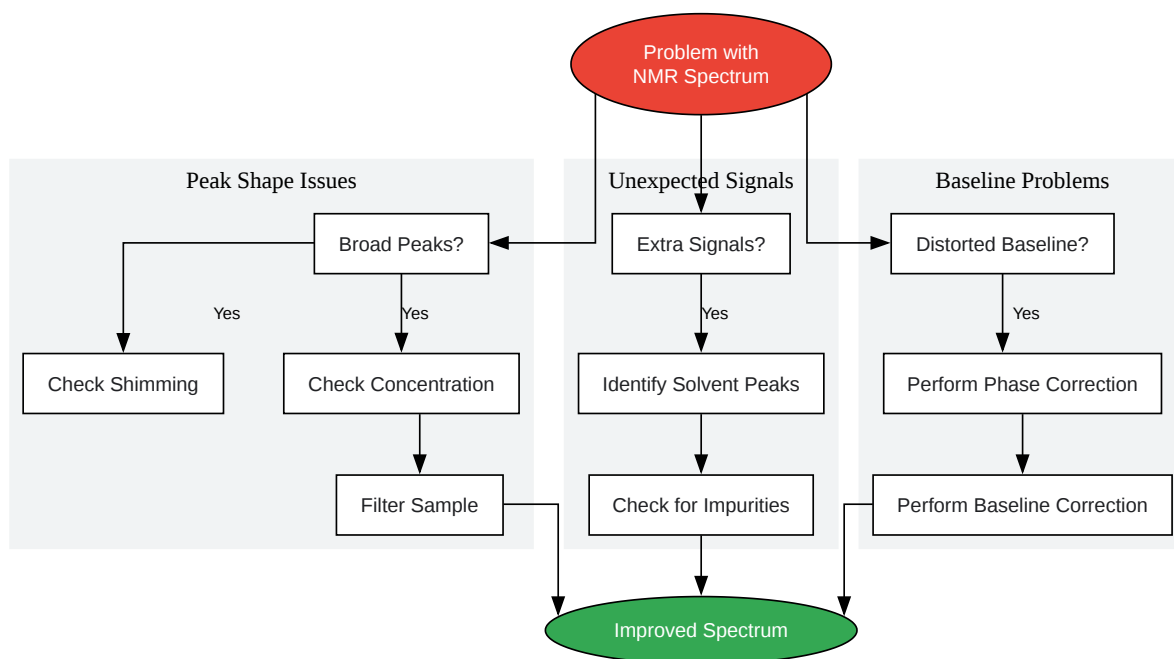 Problem with
NMR Spectrum
Peak Shape Issues
Unexpected Signals
Baseline Problems
Broad Peaks?
Extra Signals?
Distorted Baseline?
Yes
Yes
Yes
Yes
Check Shimming
Check Concentration
Identify Solvent Peaks
Perform Phase Correction
Filter Sample
Check for Impurities
Perform Baseline Correction
Improved Spectrum